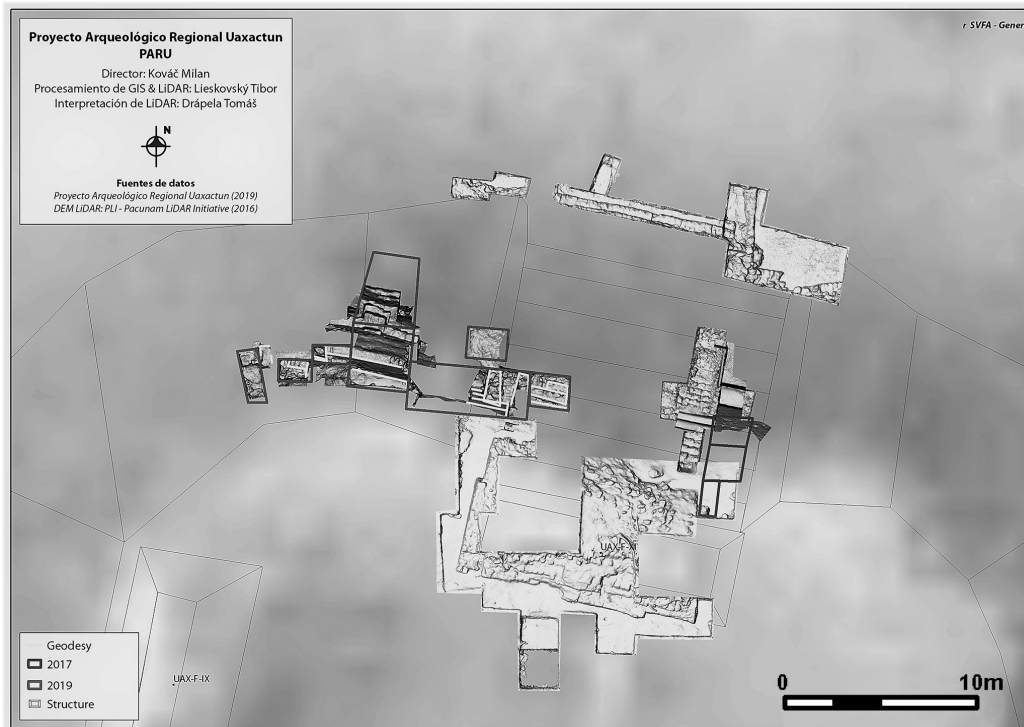 Proyecto Arqueológico Regional Uaxactun
PARU
Director: Kováč Milan
Procesamiento de GIS & LiDAR: Lieskovský Tibor
Interpretación de LiDAR: Drápela Tomáš
N
Fuentes de datos
Proyecto Arqueológico Regional Uaxactun (2019)
DEM LiDAR: PLI - Pacunam LiDAR Initiative (2016)
r SVFA - Gener
UAX-F-IX
Geodesy
2017
2019
Structure
0 10m